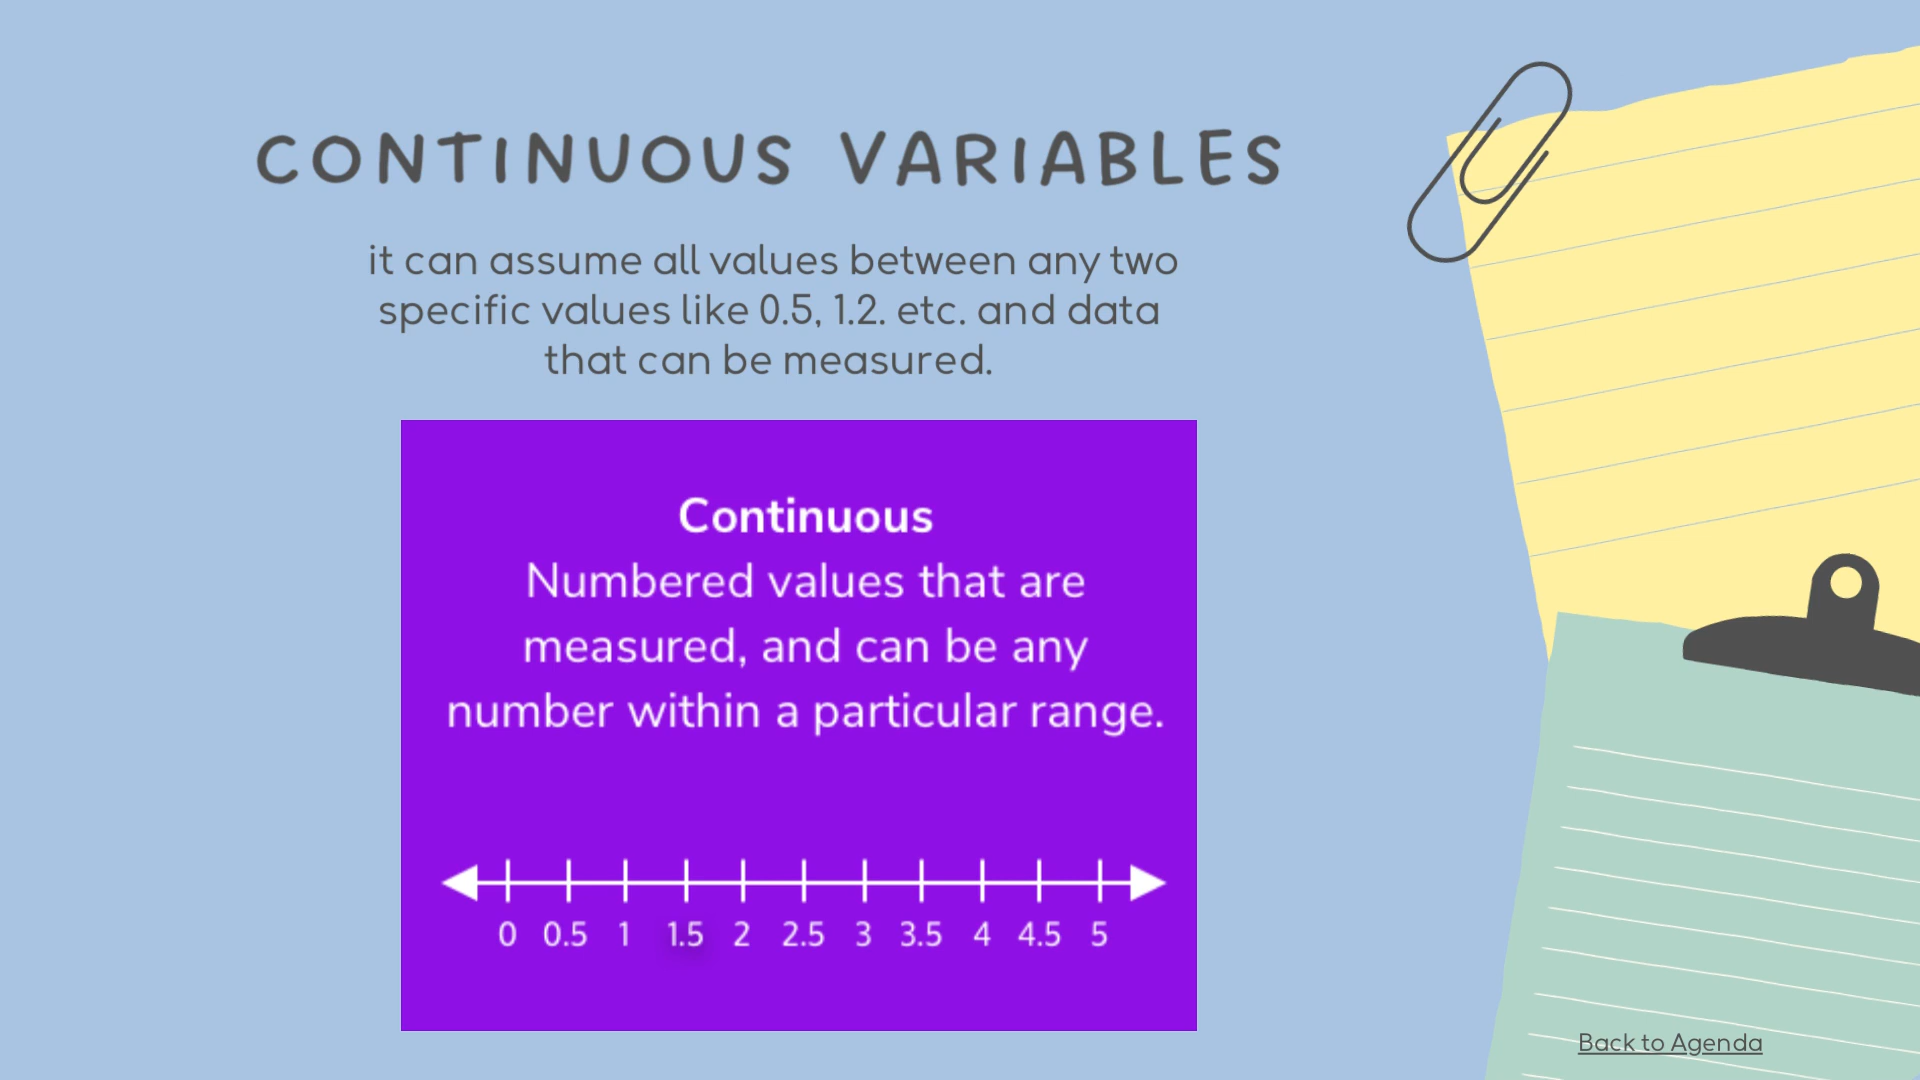 CONTINUOUS VARIABLES
it can assume all values between any two
specific values like 0.5, 1.2. etc. and data
that can be measured.
Continuous
Numbered values that are
measured, and can be any
number within a particular range.
0 0.5 1 1.5 2 2.5 3 3.5 4 4.5 5
Back to Agenda